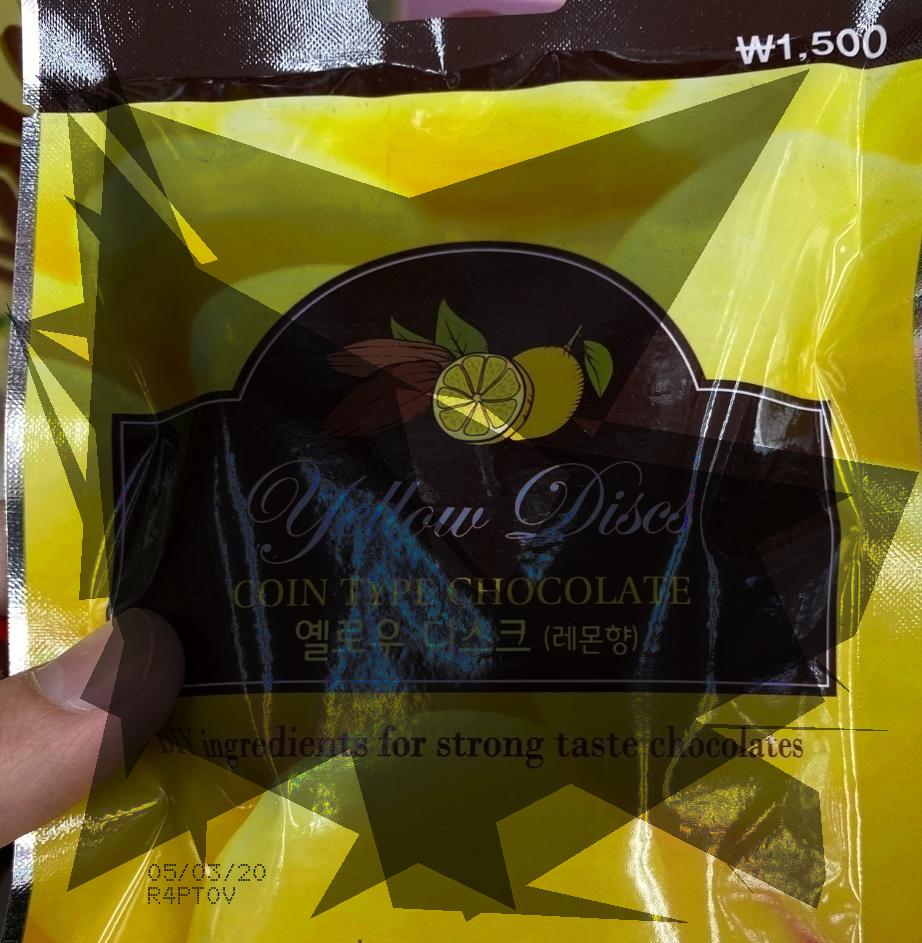 ₩1,500
Yellow Discs
COIN TYPE CHOCOLATE
옐로우 디스크 (레몬향)
DIY ingredients for strong taste chocolates
05/03/20
R4PT0V